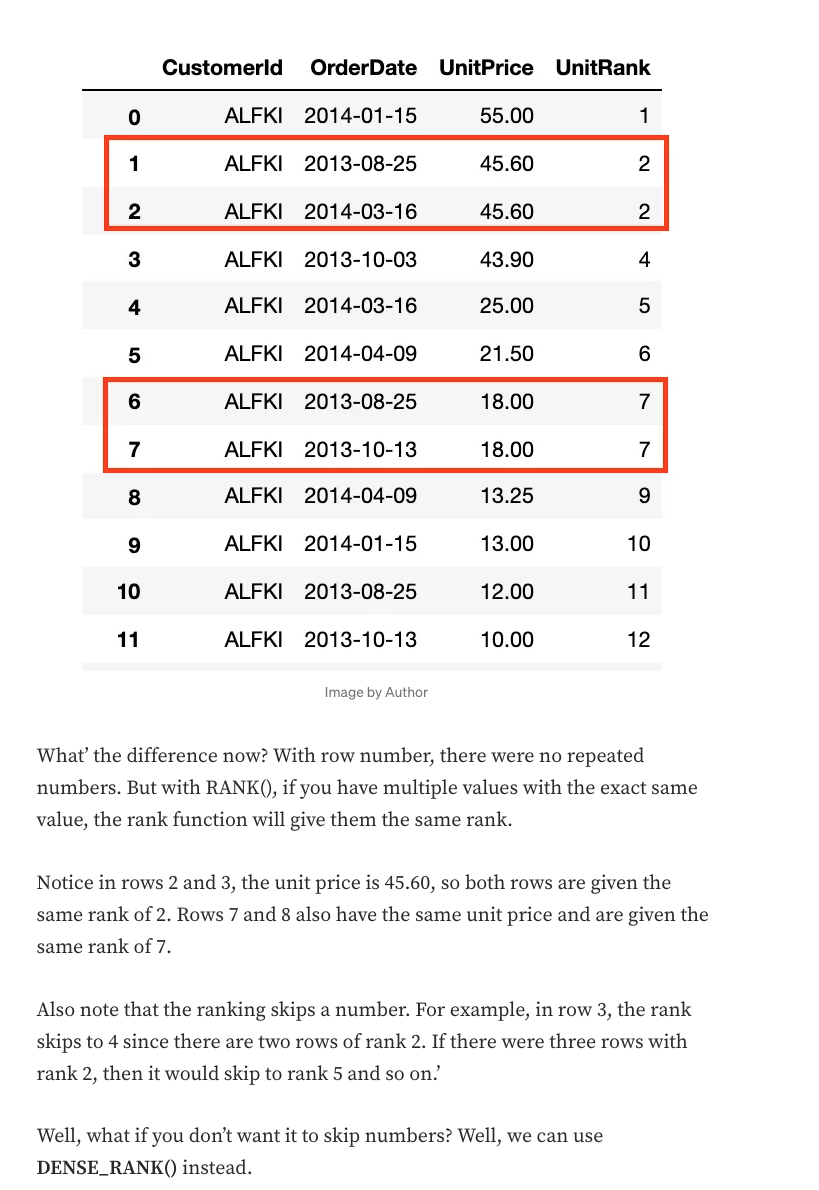 CustomerId OrderDate UnitPrice UnitRank
0 ALFKI 2014-01-15 55.00 1
1 ALFKI 2013-08-25 45.60 2
2 ALFKI 2014-03-16 45.60 2
3 ALFKI 2013-10-03 43.90 4
4 ALFKI 2014-03-16 25.00 5
5 ALFKI 2014-04-09 21.50 6
6 ALFKI 2013-08-25 18.00 7
7 ALFKI 2013-10-13 18.00 7
8 ALFKI 2014-04-09 13.25 9
9 ALFKI 2014-01-15 13.00 10
10 ALFKI 2013-08-25 12.00 11
11 ALFKI 2013-10-13 10.00 12
Image by Author
What’ the difference now? With row number, there were no repeated
numbers. But with RANK(), if you have multiple values with the exact same
value, the rank function will give them the same rank.
Notice in rows 2 and 3, the unit price is 45.60, so both rows are given the
same rank of 2. Rows 7 and 8 also have the same unit price and are given the
same rank of 7.
Also note that the ranking skips a number. For example, in row 3, the rank
skips to 4 since there are two rows of rank 2. If there were three rows with
rank 2, then it would skip to rank 5 and so on.’
Well, what if you don’t want it to skip numbers? Well, we can use
DENSE_RANK() instead.